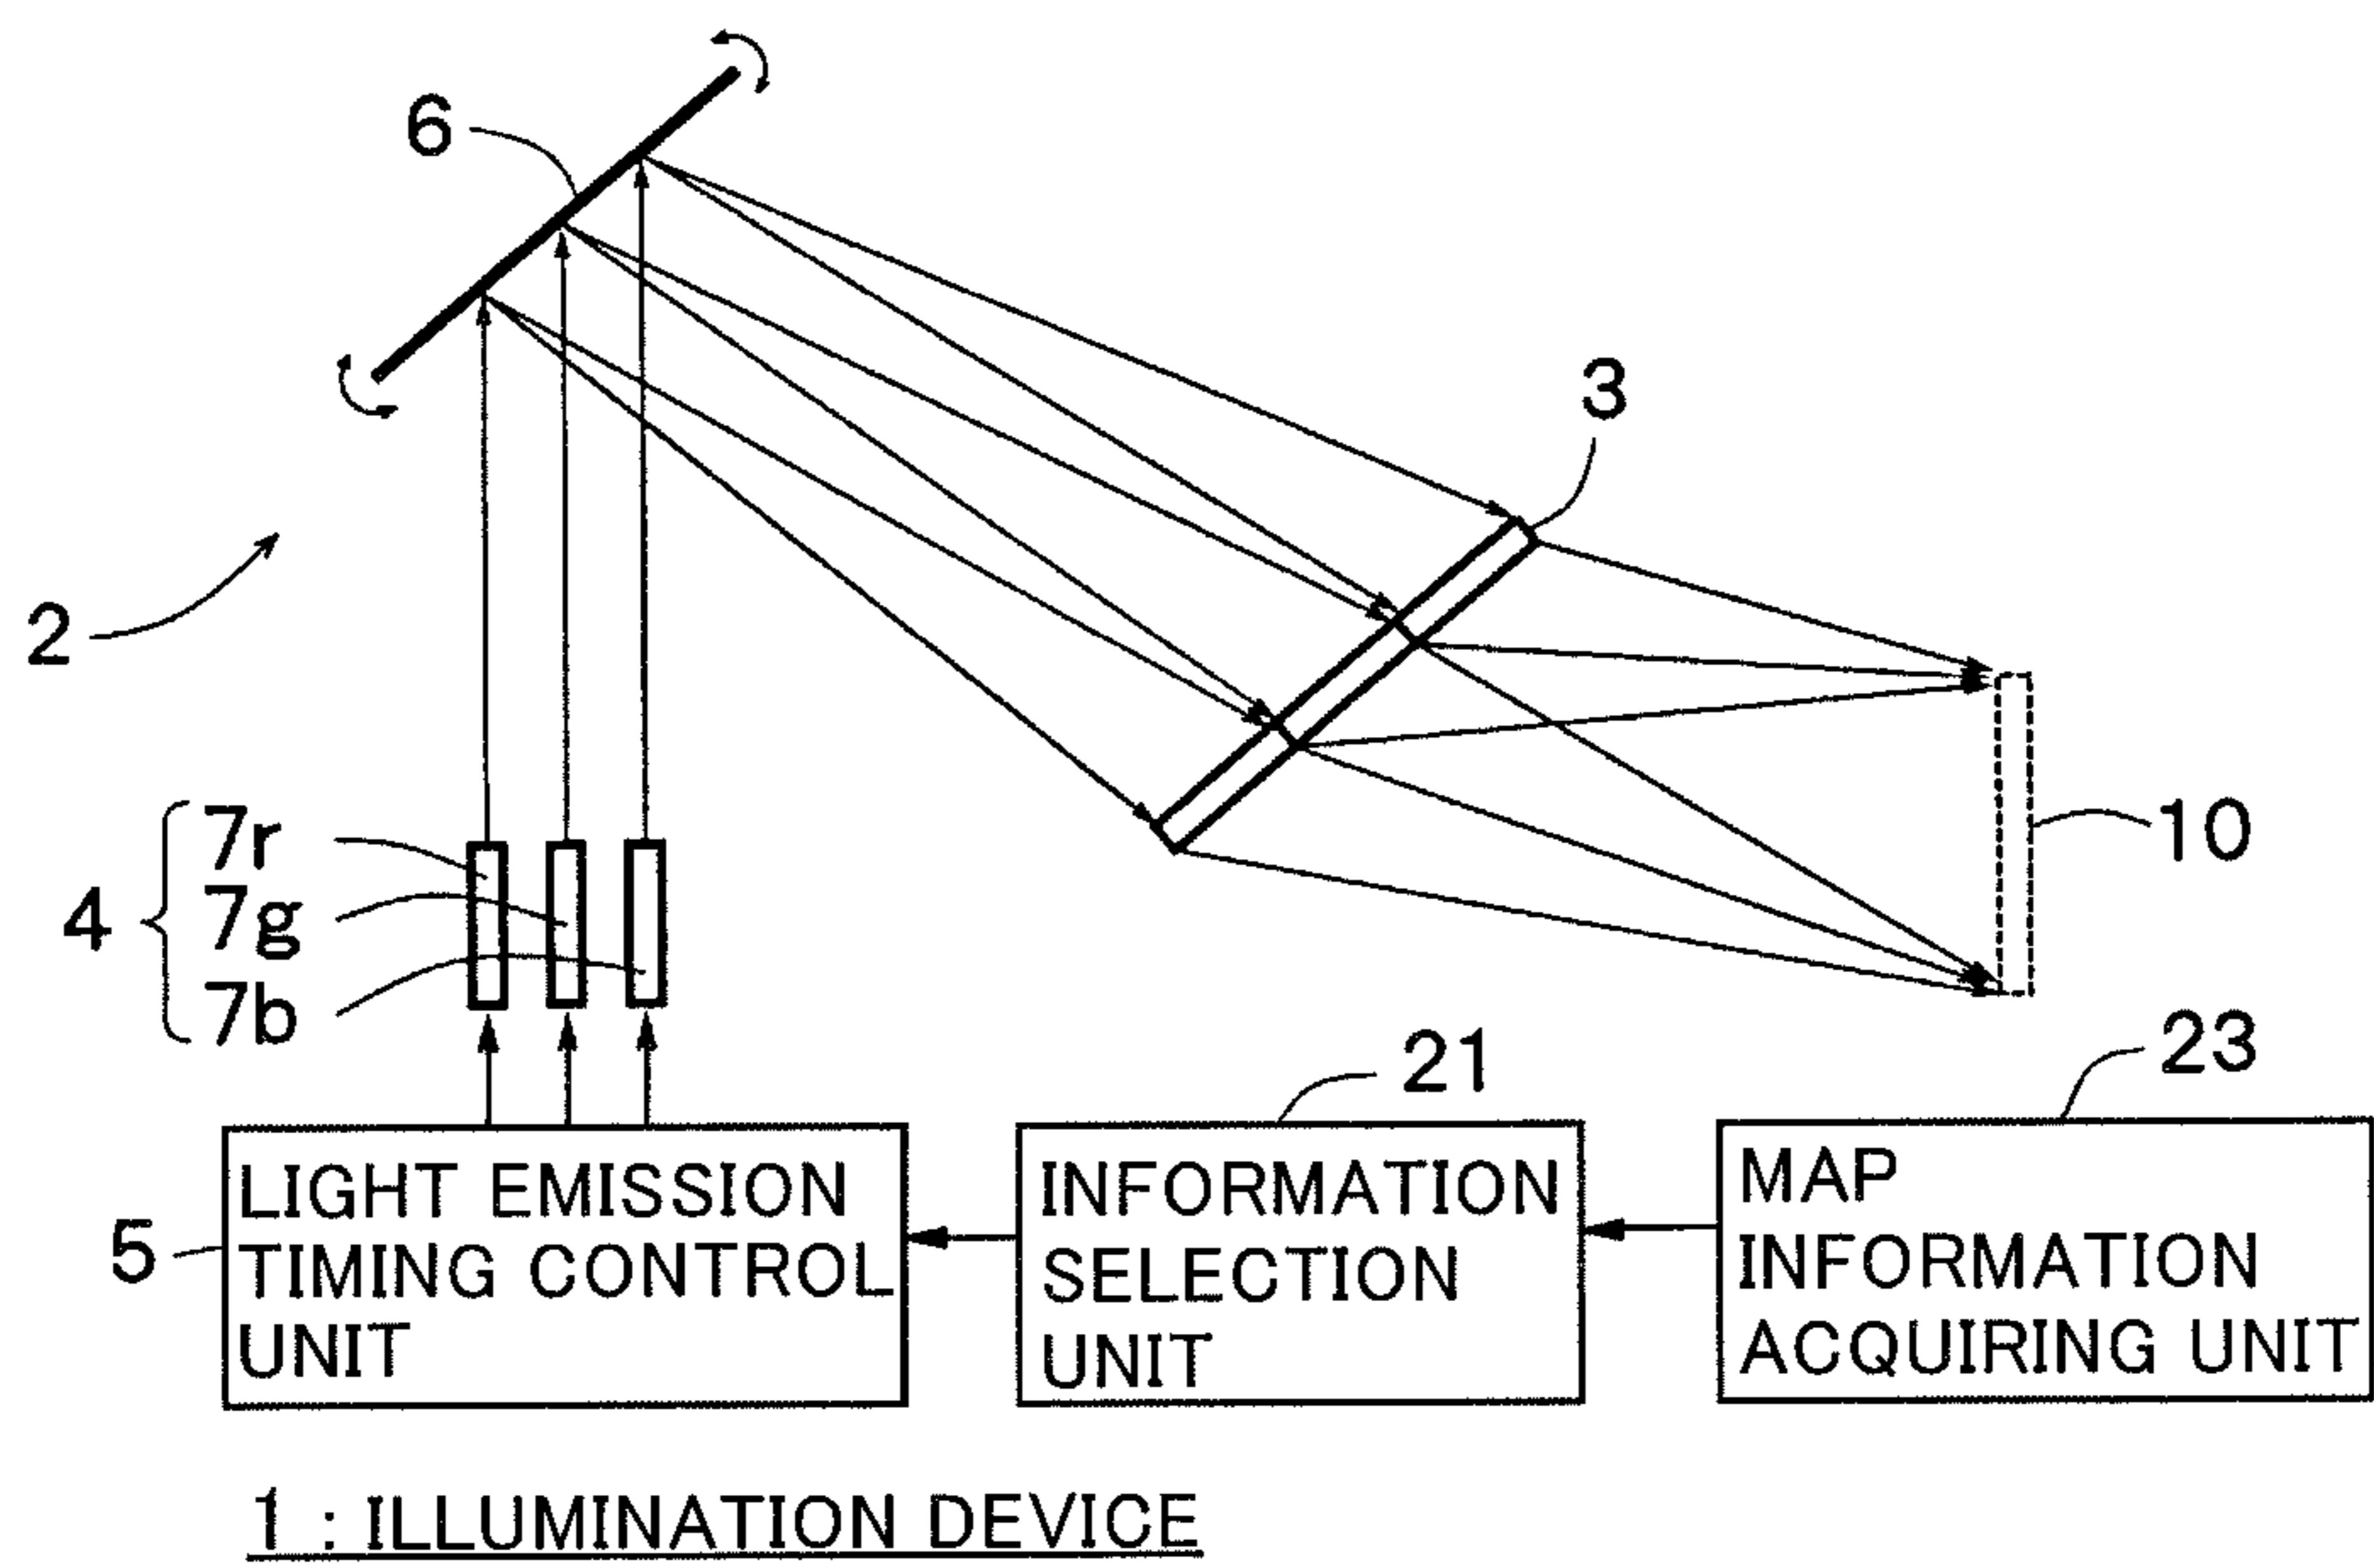 6
3
2
10
7r
4
7g
7b
21
23
5
LIGHT EMISSION
TIMING CONTROL
UNIT
INFORMATION
SELECTION
UNIT
MAP
INFORMATION
ACQUIRING UNIT
1 : ILLUMINATION DEVICE